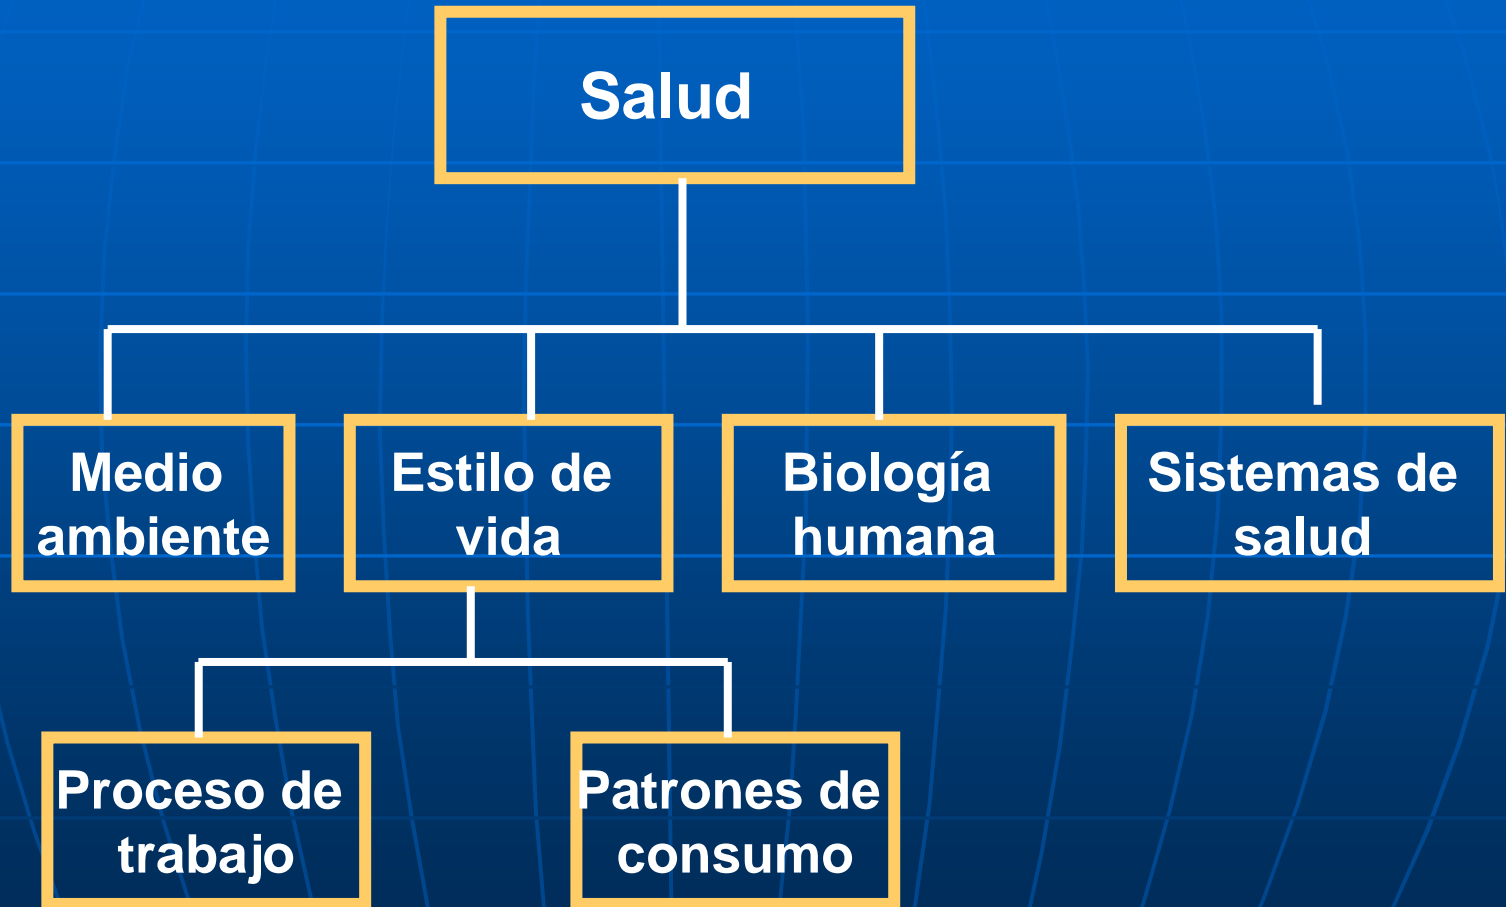 Salud
Medio
ambiente
Estilo de
vida
Biología
humana
Sistemas de
salud
Proceso de
trabajo
Patrones de
consumo